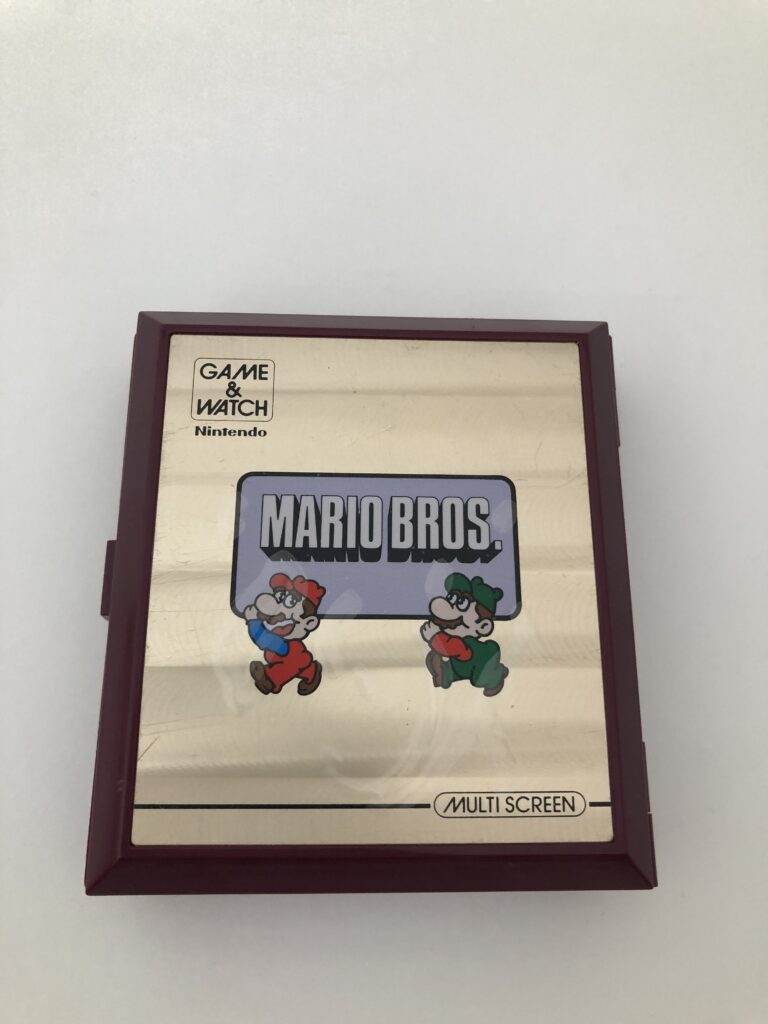 GAME
&
WATCH
Nintendo
MARIO BROS.
MULTI SCREEN